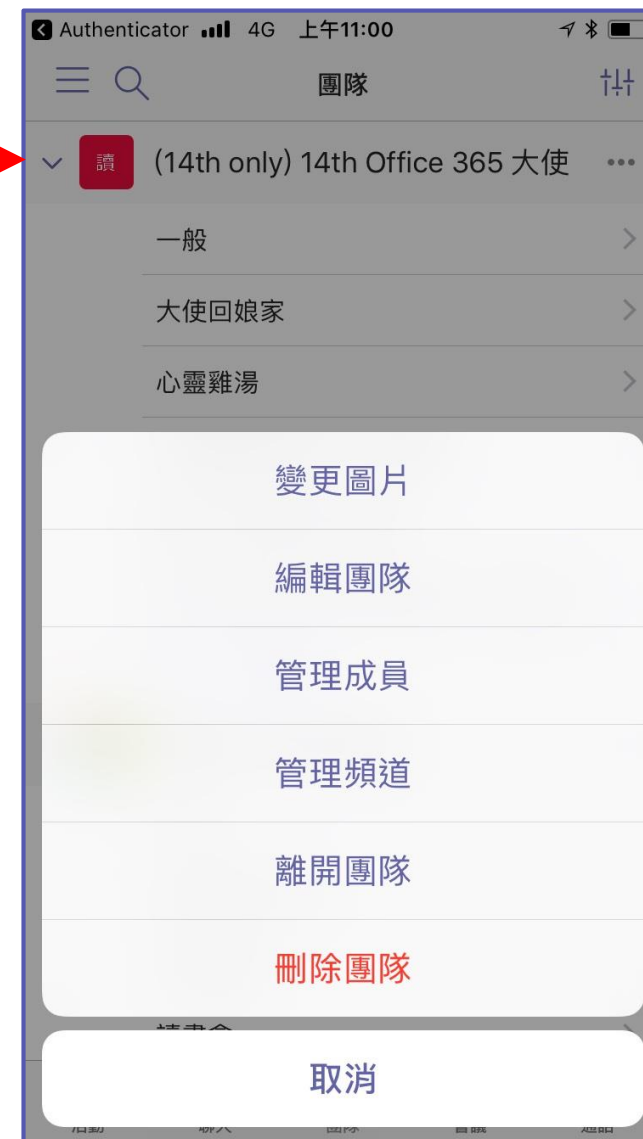 Authenticator 4G 上午11:00
團隊
讀 (14th only) 14th Office 365 大使
一般
大使回娘家
心靈雞湯
變更圖片
編輯團隊
管理成員
管理頻道
離開團隊
刪除團隊
取消